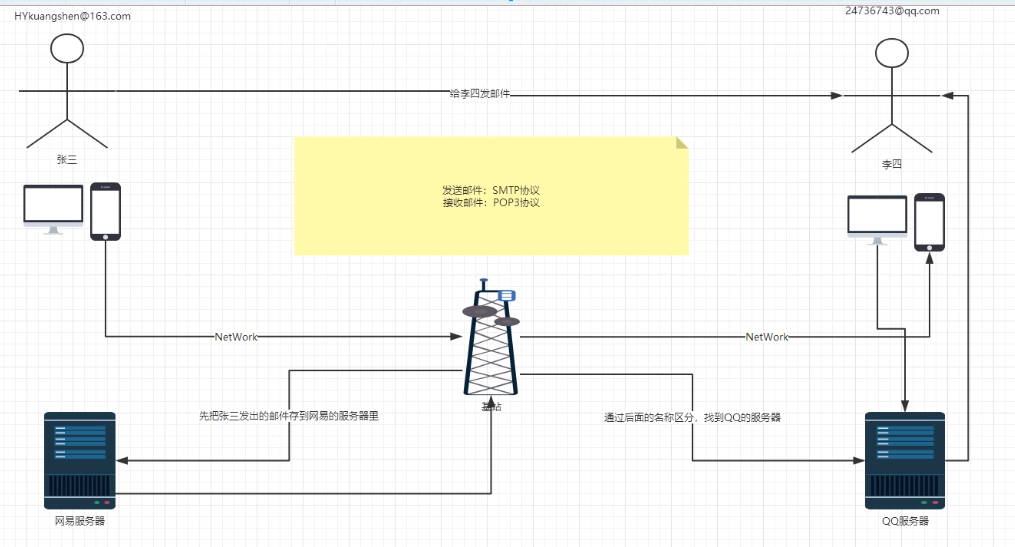 HYkuangshen@163.com
24736743@qq.com
给李四发邮件
张三
李四
发送邮件：SMTP协议
接收邮件：POP3协议
NetWork
NetWork
基站
先把张三发出的邮件存到网易的服务器里
通过后面的名称区分，找到QQ的服务器
网易服务器
QQ服务器